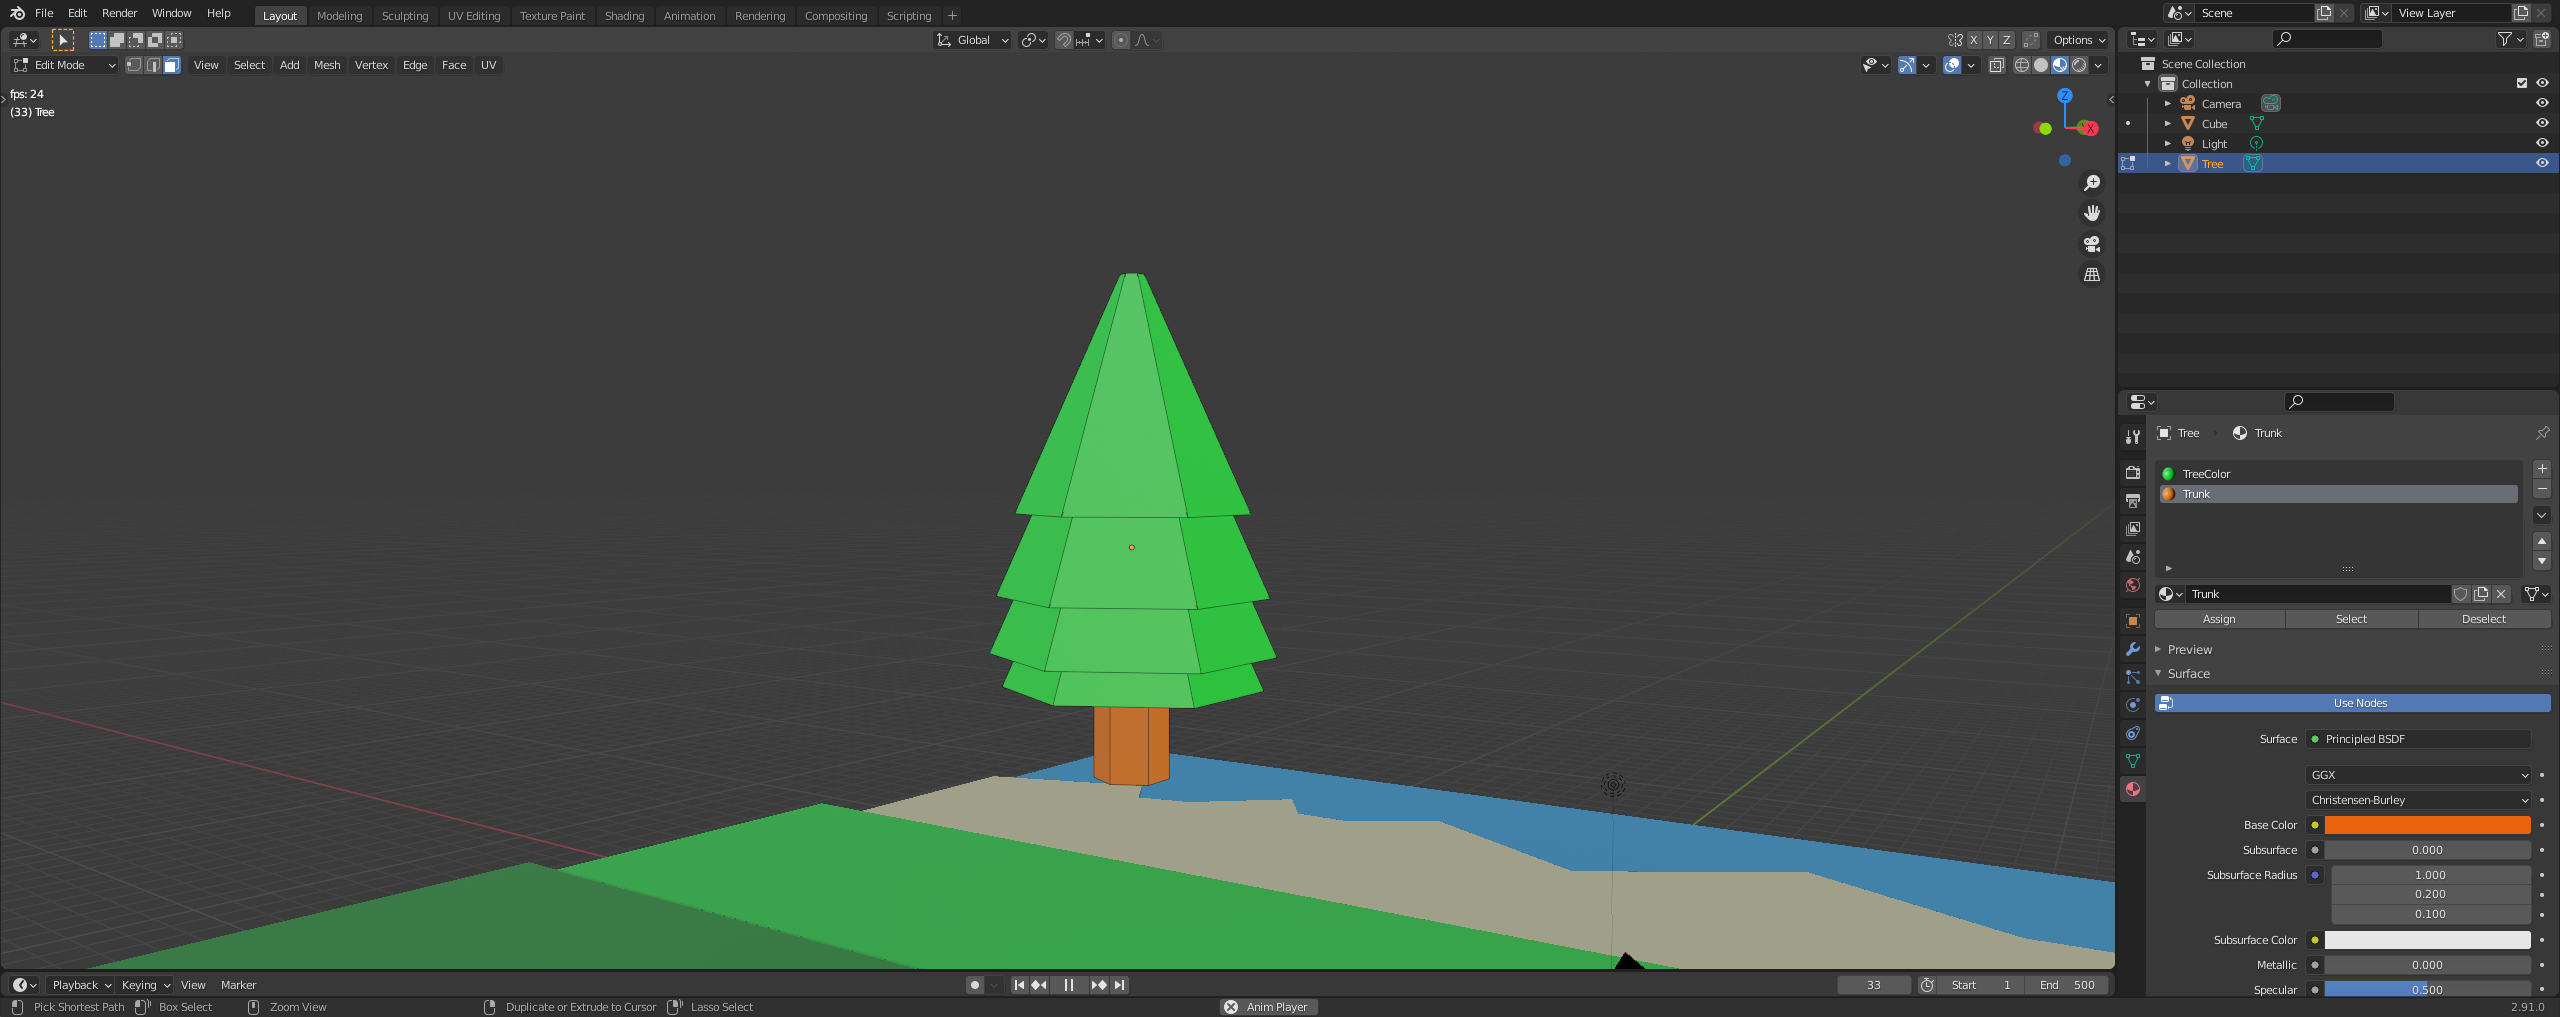 File Edit Render Window Help Layout Modeling Sculpting UV Editing Texture Paint Shading Animation Rendering Compositing Scripting + Scene View Layer
Global X Y Z Options
Edit Mode View Select Add Mesh Vertex Edge Face UV
fps: 24
(33) Tree
Z
X
Scene Collection
Collection
Camera
Cube
Light
Tree
Tree Trunk
TreeColor
Trunk
Trunk
Assign Select Deselect
Preview
Surface
Use Nodes
Surface Principled BSDF
GGX
Christensen-Burley
Base Color
Subsurface 0.000
Subsurface Radius 1.000
0.200
0.100
Subsurface Color
Metallic 0.000
Specular 0.500
Playback Keying View Marker 33 Start 1 End 500
Pick Shortest Path Box Select Zoom View Duplicate or Extrude to Cursor Lasso Select Anim Player 2.91.0